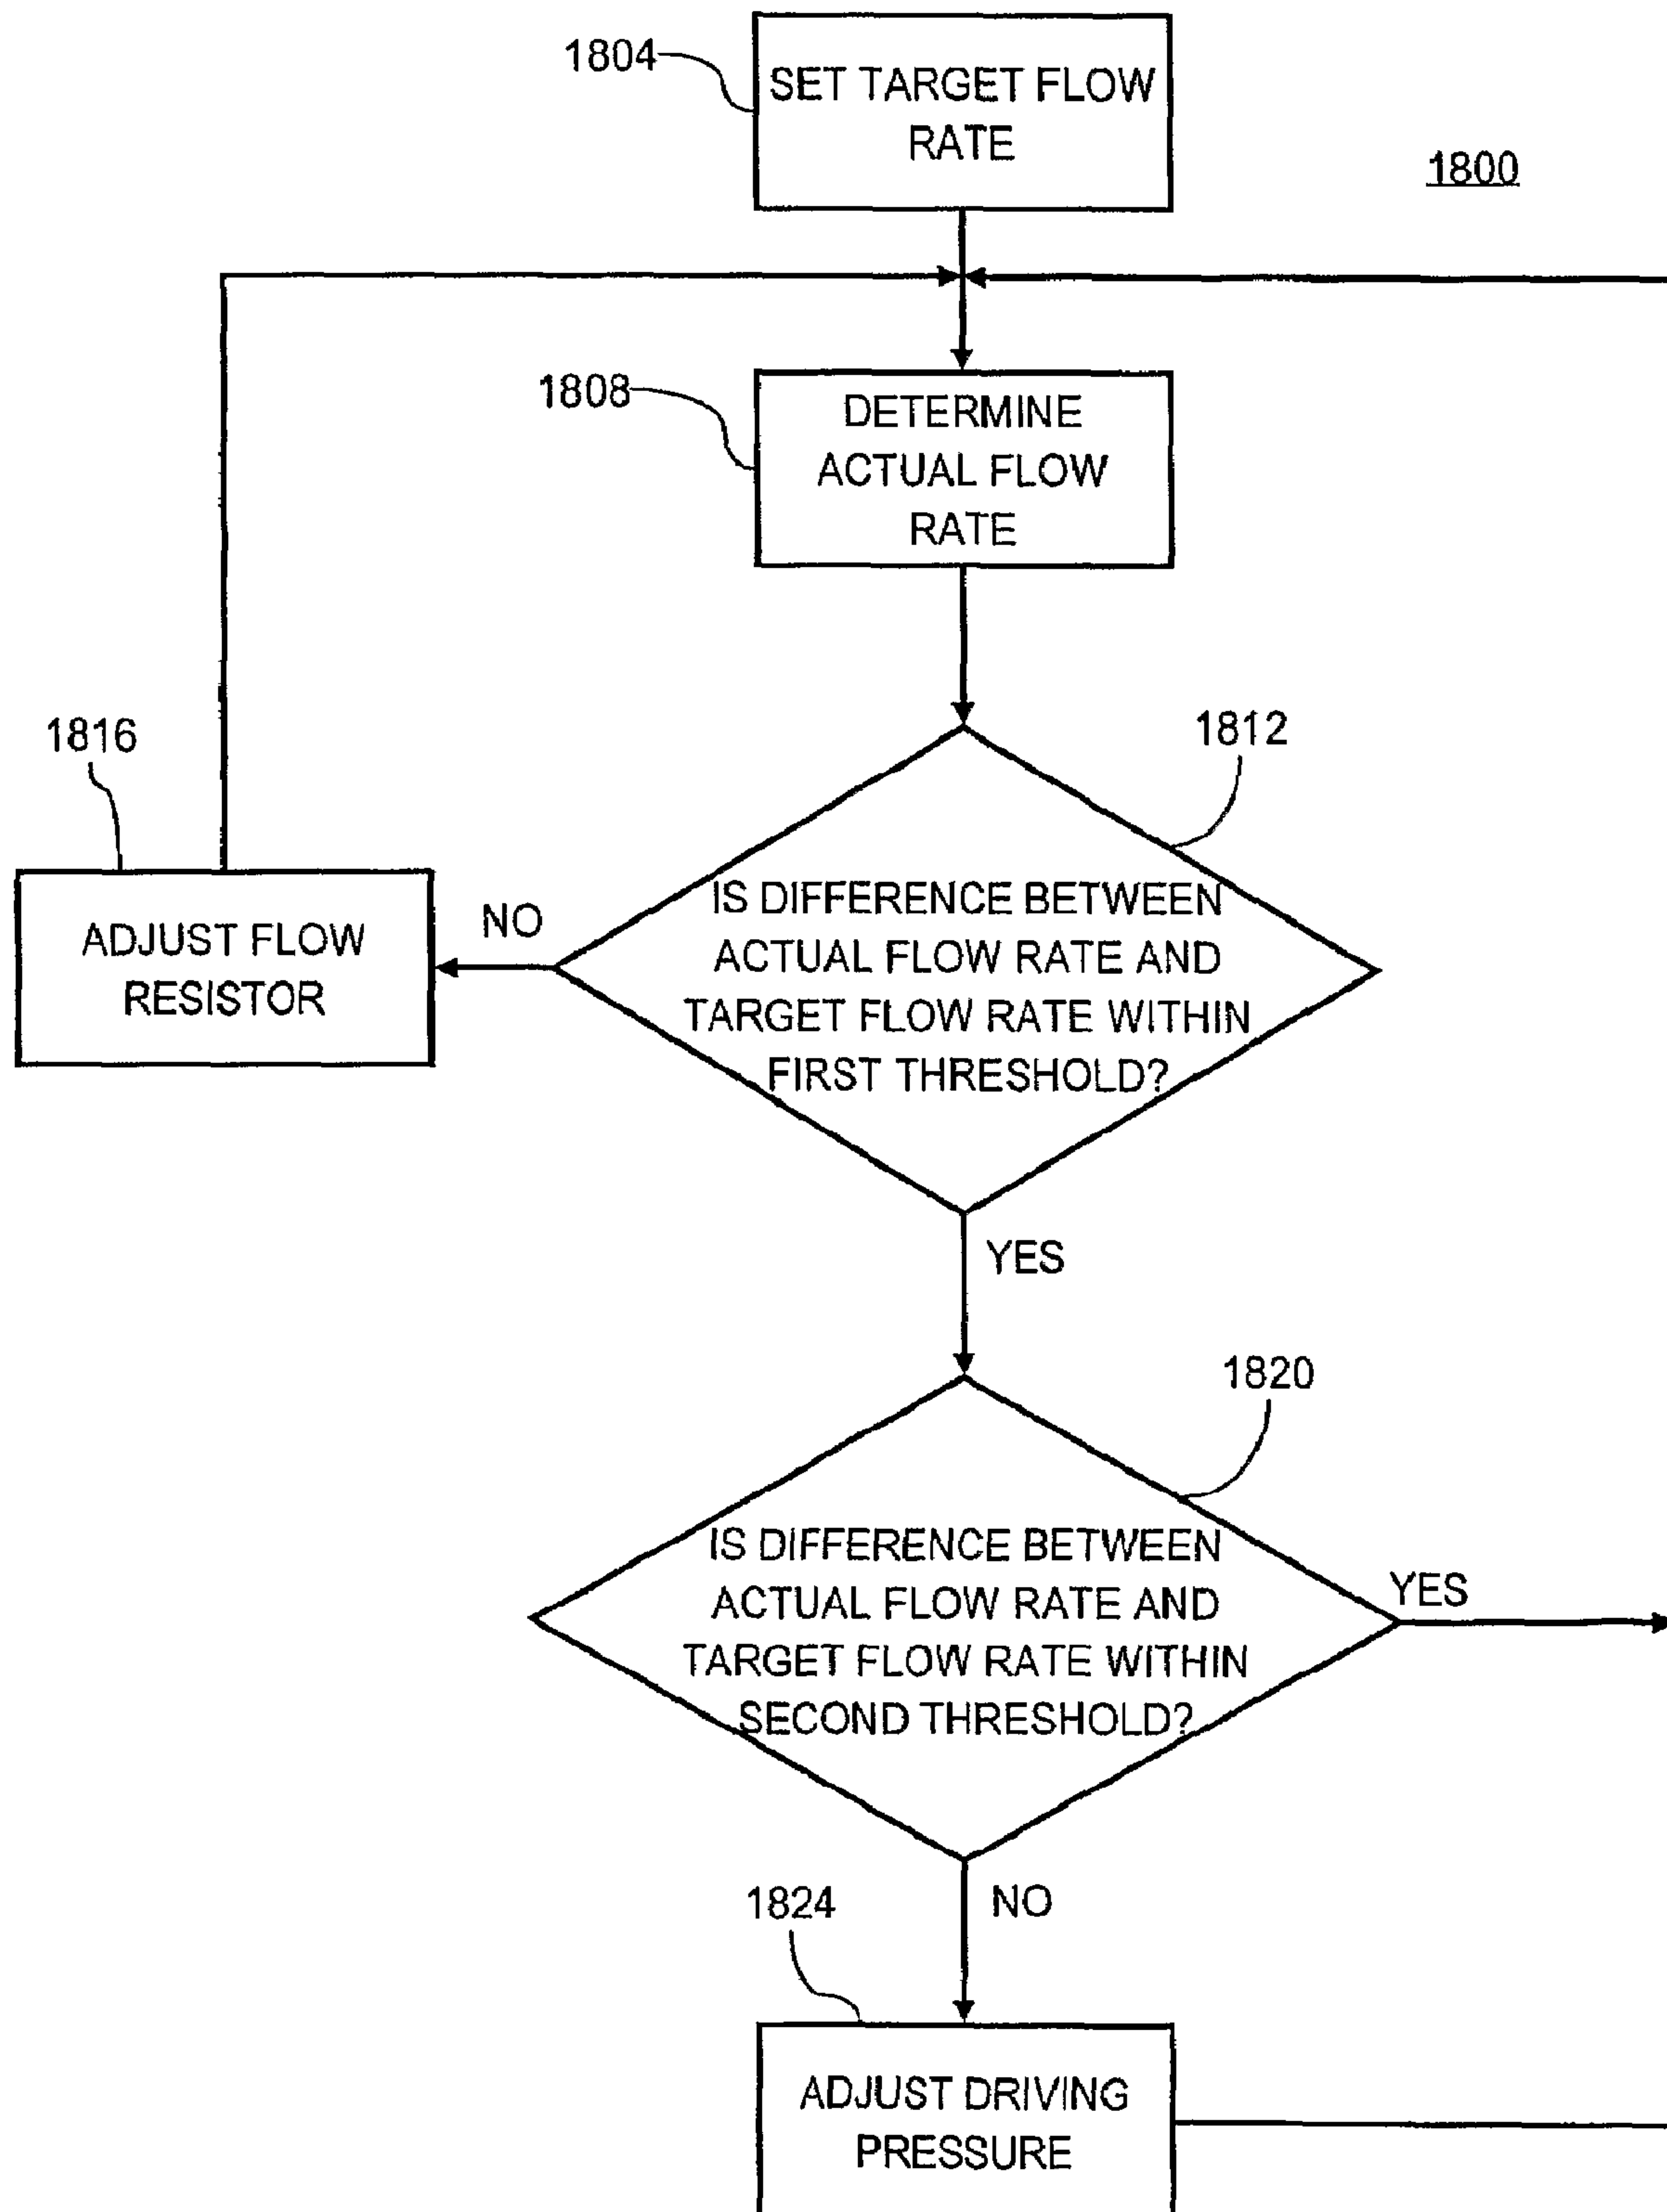 1804
SET TARGET FLOW
RATE
1800
1808
DETERMINE
ACTUAL FLOW
RATE
1812
IS DIFFERENCE BETWEEN
ACTUAL FLOW RATE AND
TARGET FLOW RATE WITHIN
FIRST THRESHOLD?
NO
1816
ADJUST FLOW
RESISTOR
YES
1820
IS DIFFERENCE BETWEEN
ACTUAL FLOW RATE AND
TARGET FLOW RATE WITHIN
SECOND THRESHOLD?
YES
NO
1824
ADJUST DRIVING
PRESSURE